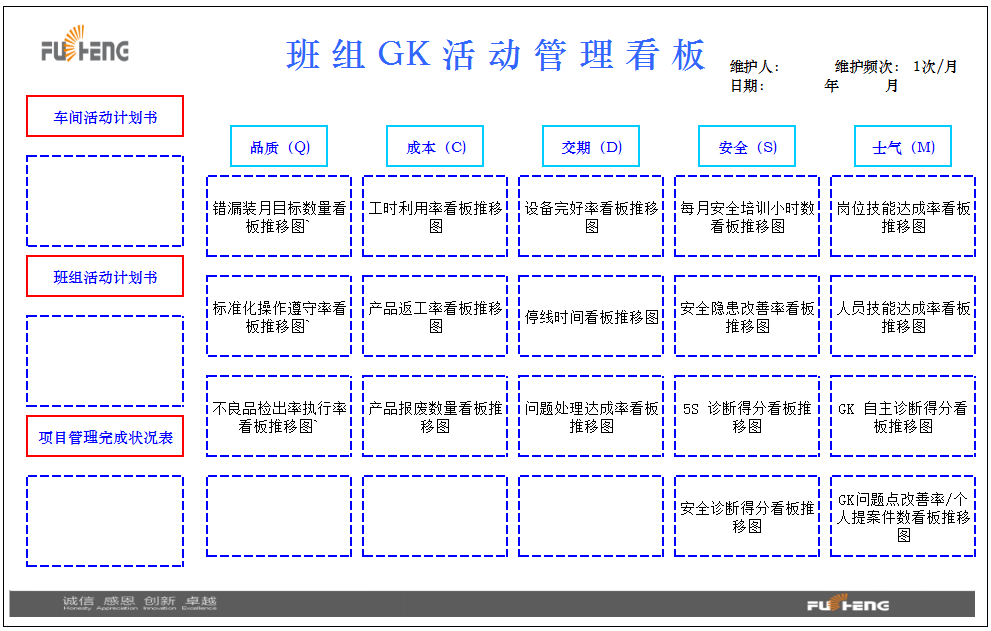 FUSHENG
班组GK活动管理看板
维护人： 维护频次： 1次/月
日期： 年 月
车间活动计划书
班组活动计划书
项目管理完成状况表
品质（Q）
成本（C）
交期（D）
安全（S）
士气（M）
错漏装月目标数量看
板推移图`
工时利用率看板推移
图
设备完好率看板推移
图
每月安全培训小时数
看板推移图
岗位技能达成率看板
推移图
标准化操作遵守率看
板推移图`
产品返工率看板推移
图
停线时间看板推移图
安全隐患改善率看板
推移图
人员技能达成率看板
推移图
不良品检出率执行率
看板推移图`
产品报废数量看板推
移图
问题处理达成率看板
推移图
5S 诊断得分看板推
移图
GK 自主诊断得分看
板推移图
安全诊断得分看板推
移图
GK问题点改善率/个
人提案件数看板推移
图
诚信 感恩 创新 卓越
Honesty Appreciation Innovation Excellence
FUSHENG